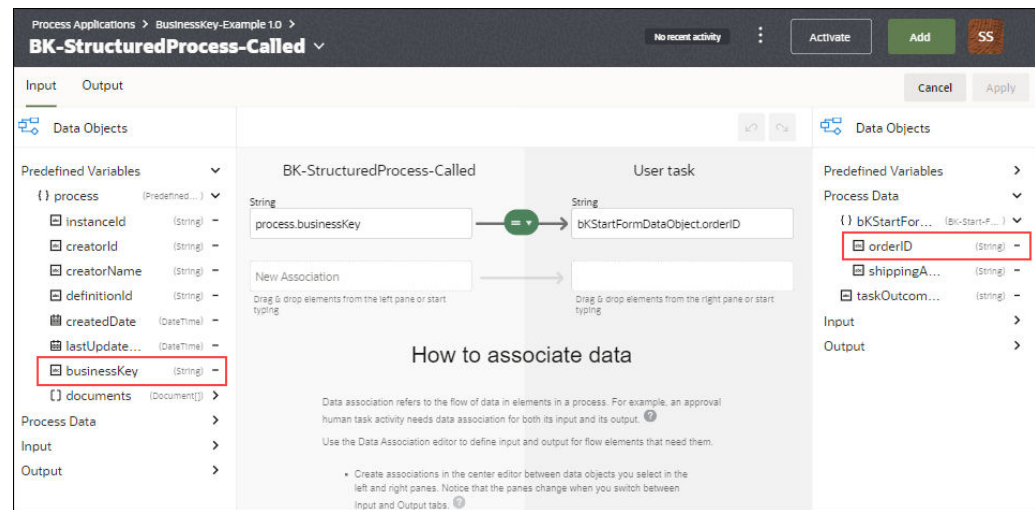 Process Applications > BusinessKey-Example 1.0 >
BK-StructuredProcess-Called
No recent activity
Activate
Add
SS
Input
Output
Cancel
Apply
Data Objects
Predefined Variables
{} process (Predefined... )
instanceId (String)
creatorId (String)
creatorName (String)
definitionId (String)
createdDate (DateTime)
lastUpdate... (DateTime)
businessKey (String)
[] documents (Document[])
Process Data
Input
Output
BK-StructuredProcess-Called
User task
String
process.businessKey
=
String
bKStartFormDataObject.orderID
New Association
Drag & drop elements from the left pane or start
typing
Drag & drop elements from the right pane or start
typing
How to associate data
Data association refers to the flow of data in elements in a process. For example, an approval
human task activity needs data association for both its input and its output. ?
Use the Data Association editor to define input and output for flow elements that need them.
• Create associations in the center editor between data objects you select in the
left and right panes. Notice that the panes change when you switch between
Input and Output tabs. ?
Data Objects
Predefined Variables
Process Data
{} bKStartFor... (BK-Start-F... )
orderID (String)
shippingA... (String)
taskOutcom... (string)
Input
Output